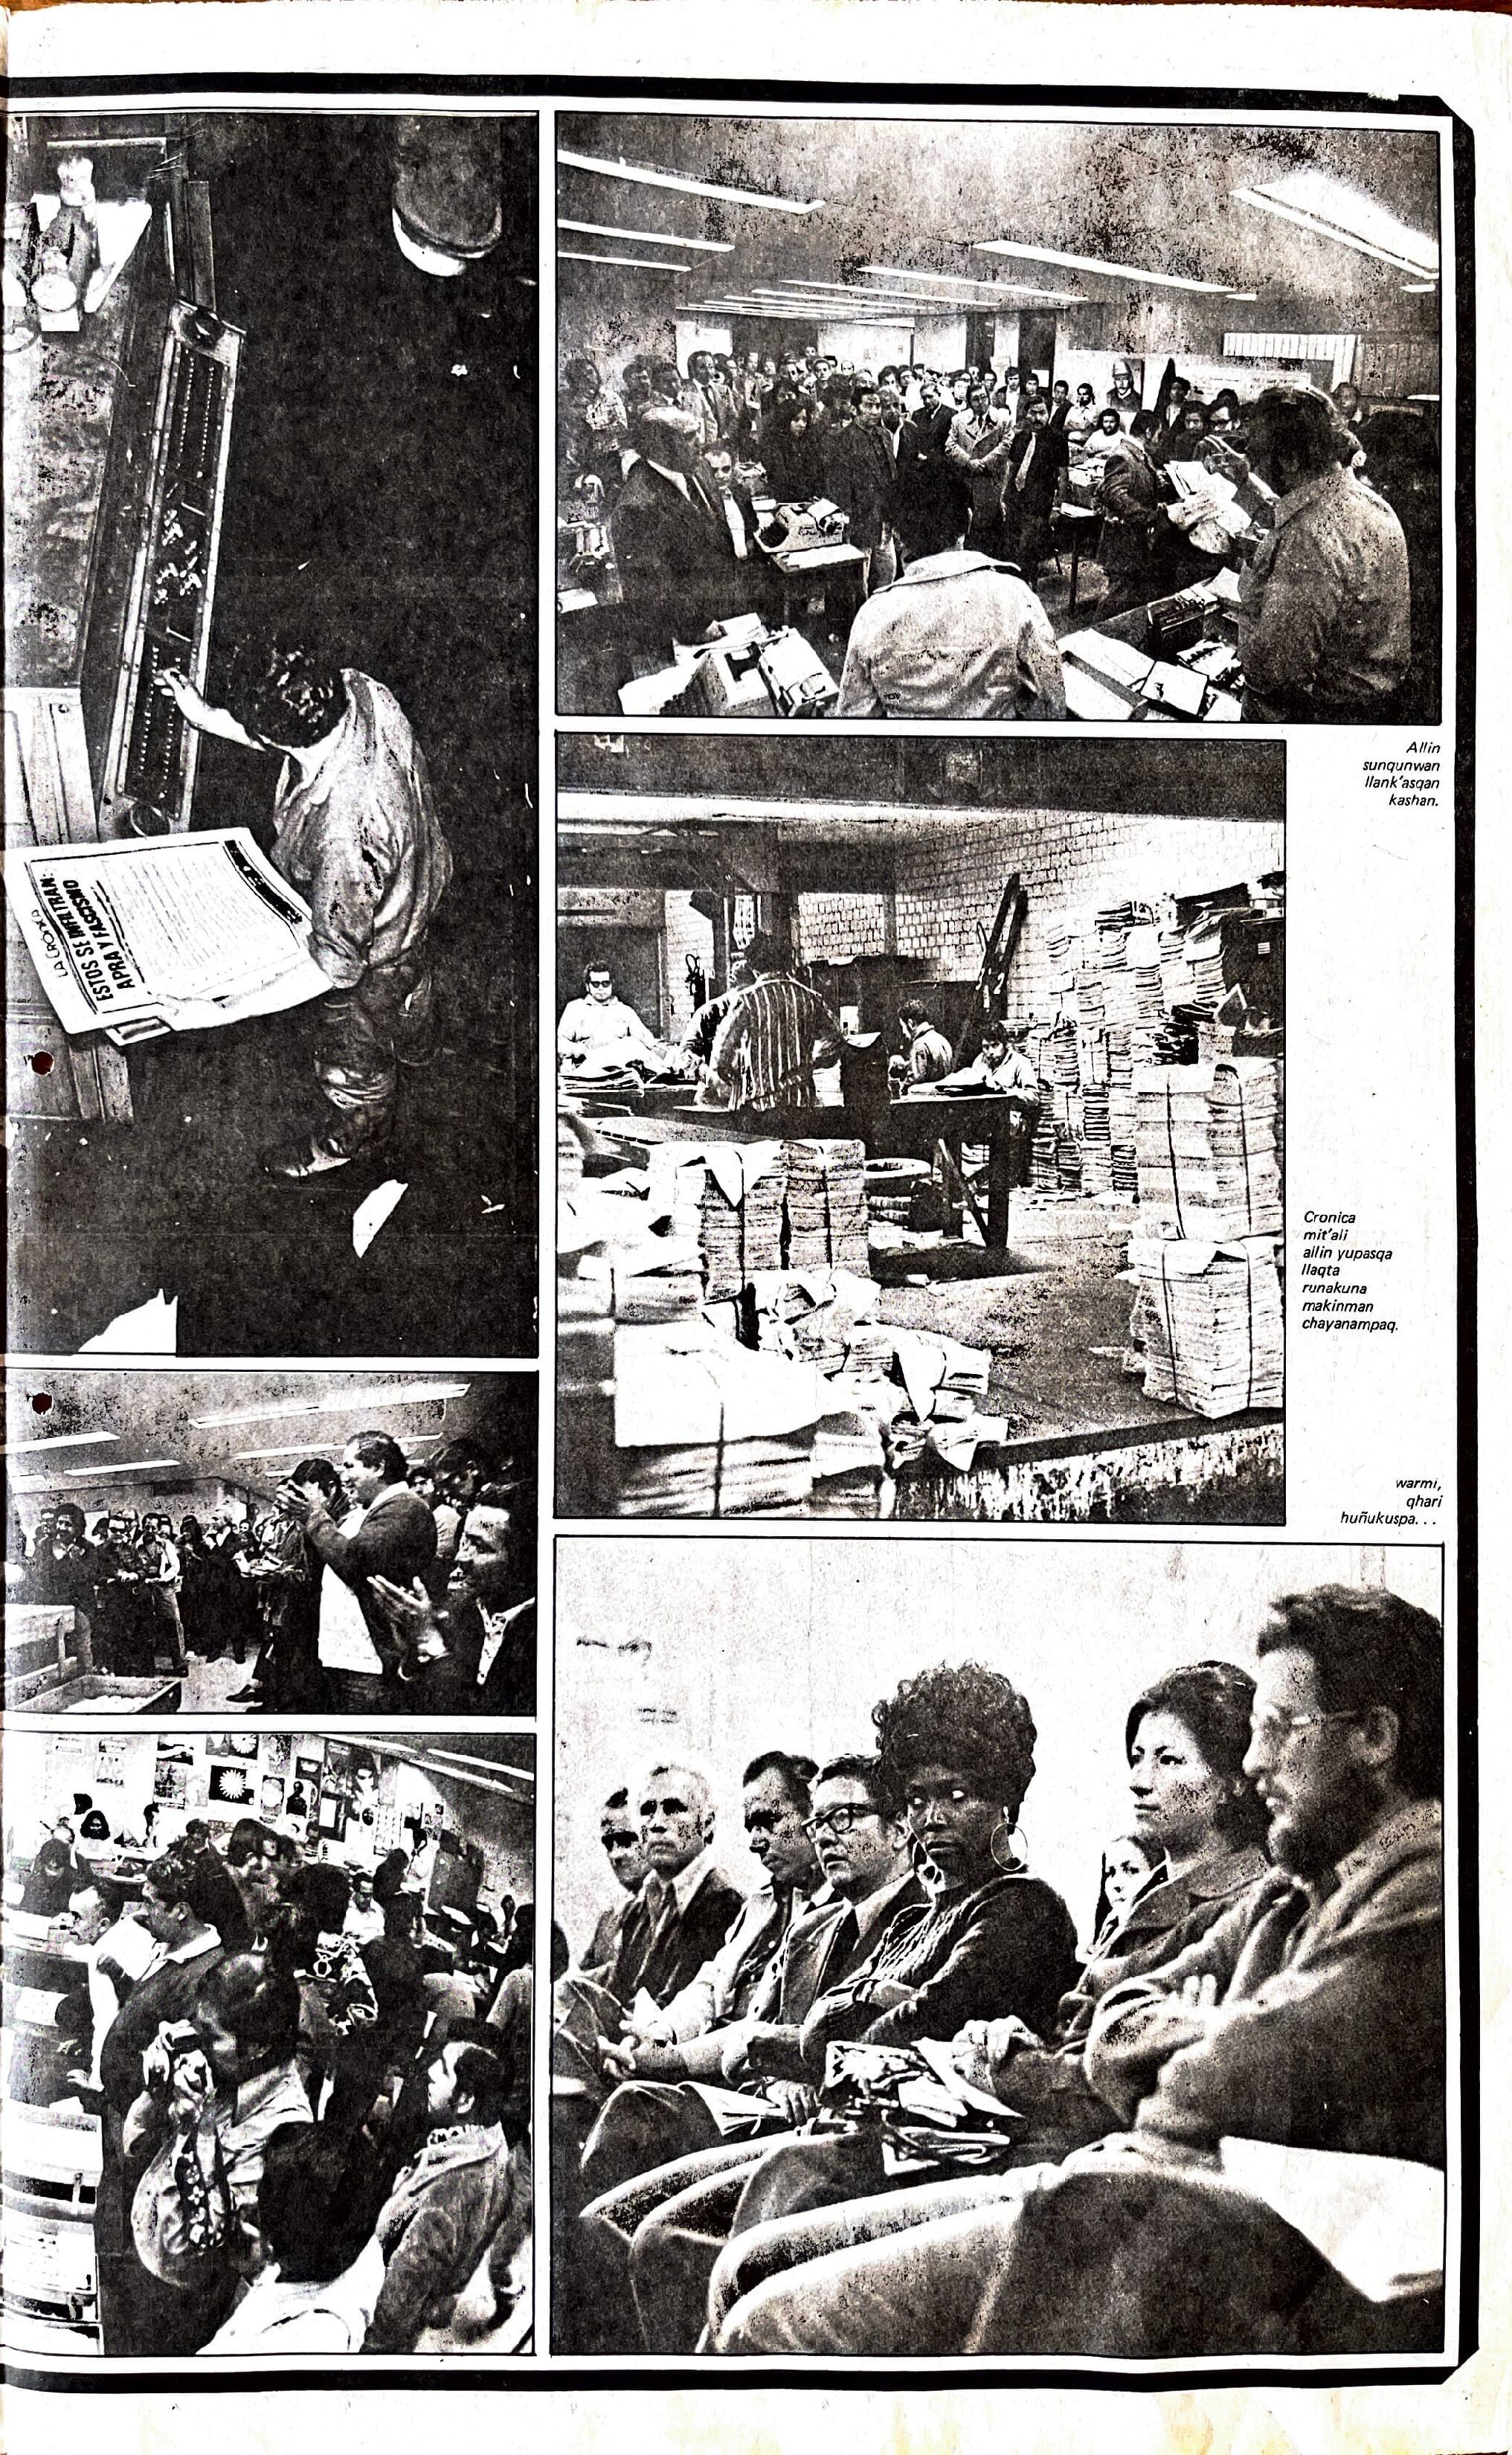 LA CRONICA
ESTOS SE INFILTRAN:
APRA Y FASCISMO
Allin
sunqunwan
llank'asqan
kashan.
Cronica
mit'ali
allin yupasqa
llaqta
runakuna
makinman
chayanampaq.
warmi,
qhari
huñukuspa...